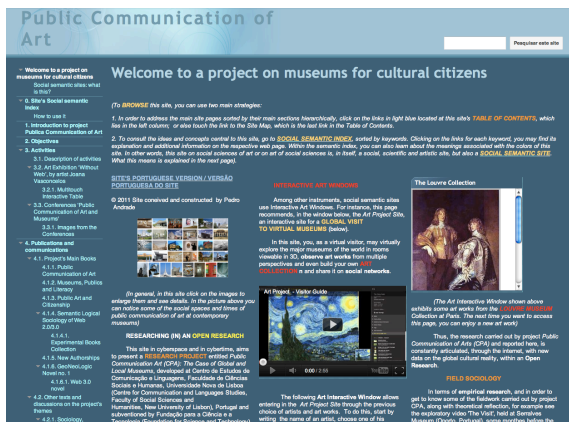 Public Communication of
Art
Pesquisar este site
Welcome to a project on
museums for cultural citizens
Social semantic sites: what
is this?
0. Site's Social semantic
Index
How to use it
1. Introduction to project
Publics Communication of Art
2. Objectives
3. Activities
3.1. Description of activities
3.2. Art Exhibition 'Without
Web', by artist Joana
Vasconcelos
3.2.1. Multitouch
Interactive Table
3.3. Conferences 'Public
Communication of Art and
Museums'
3.3.1. Images from the
Conferences
4. Publications and
communications
4.1. Project's Main Books
4.1.1. Public
Communication of Art
4.1.2. Museums, Publics
and Literacy
4.1.3. Public Art and
Citizenship
4.1.4. Semantic Logical
Sociology of Web
2.0/3.0
4.1.4.1.
Experimental Books
Collection
4.1.5. New Authorships
4.1.6. GeoNeoLogic
Novel no. 1
4.1.6.1. Web 3.0
novel
4.2. Other texts and
discussions on the project's
themes
4.2.1. Sociology,
Welcome to a project on museums for cultural citizens
(To BROWSE this site, you can use two main strategies:
1. In order to address the main site pages sorted by their main sections hierarchically, click on the links in light blue located at this site's TABLE OF CONTENTS, which
lies in the left column; or else touch the link to the Site Map, which is the last link in the Table of Contents.
2. To consult the ideas and concepts central to this site, go to SOCIAL SEMANTIC INDEX, sorted by keywords. Clicking on the links for each keyword, you may find its
explanation and additional information on the respective page. Within the semantic index, you can also learn about the meanings associated with the colors of this
site. In other words, this site on social sciences of art or on art of social sciences is, in itself, a social, scientific and artistic site, but also a SOCIAL SEMANTIC SITE.
What this means is explained in the next page).
SITE'S PORTUGUESE VERSION / VERSÃO
PORTUGUESA DO SITE
© 2011 Site coneived and constructed by Pedro
Andrade
(In general, in this site click on the images to
enlarge them and see details. In the picture above you
can notice some of the social spaces and times of
public communication of art at contemporary
museums)
RESEARCHING (IN) AN OPEN RESEARCH
This site in cyberspace and in cybertime, aims
to present a RESEARCH PROJECT entitled Public
Communication of Art (CPA): The Case of Global and
Local Museums, developed at Centro de Estudos de
Comunicação e Linguagens, Faculdade de Ciências
Sociais e Humanas, Universidade Nova de Lisboa
(Centre for Communication and Languages Studies,
Faculty of Social Sciences and
Humanities, New University of Lisbon), Portugal and
subventioned by Fundação para a Ciência e a
Tecnologia (Foundation for Science and Technology)
INTERACTIVE ART WINDOWS
Among other instruments, social semantic sites
use Interactive Art Windows. For instance, this page
recommends, in the window below, the Art Project Site,
an interactive site for a GLOBAL VISIT
TO VIRTUAL MUSEUMS (below).
In this site, you, as a virtual visitor, may virtually
explore the major museums of the world in rooms
viewable in 3D, observe art works from multiple
perspectives and even build your own ART
COLLECTION n and share it on social networks.
Art Project - Visitor Guide
0:00 / 2:55
The following Art Interactive Window allows
entering in the Art Project Site through the previous
choice of artists and art works. To do this, start by
writing the name of an artist, choose one of his
The Louvre Collection
(The Art Interactive Window shown above
exhibits some art works from the LOUVRE MUSEUM
Collection at Paris. The next time you want to access
this page, you can enjoy a new art work)
Thus, the research carried out by project Public
Communication of Arts (CPA) and reported here, is
constantly articulated, through the internet, with new
data on the global cultural reality, within an Open
Research.
FIELD SOCIOLOGY
In terms of empirical research, and in order to
get to know some of the fieldwork carried out by project
CPA, along with theoretical reflection, for example see
the exploratory video 'The Visit', held at Serralves
Museum (Oporto, Portugal), some months before the